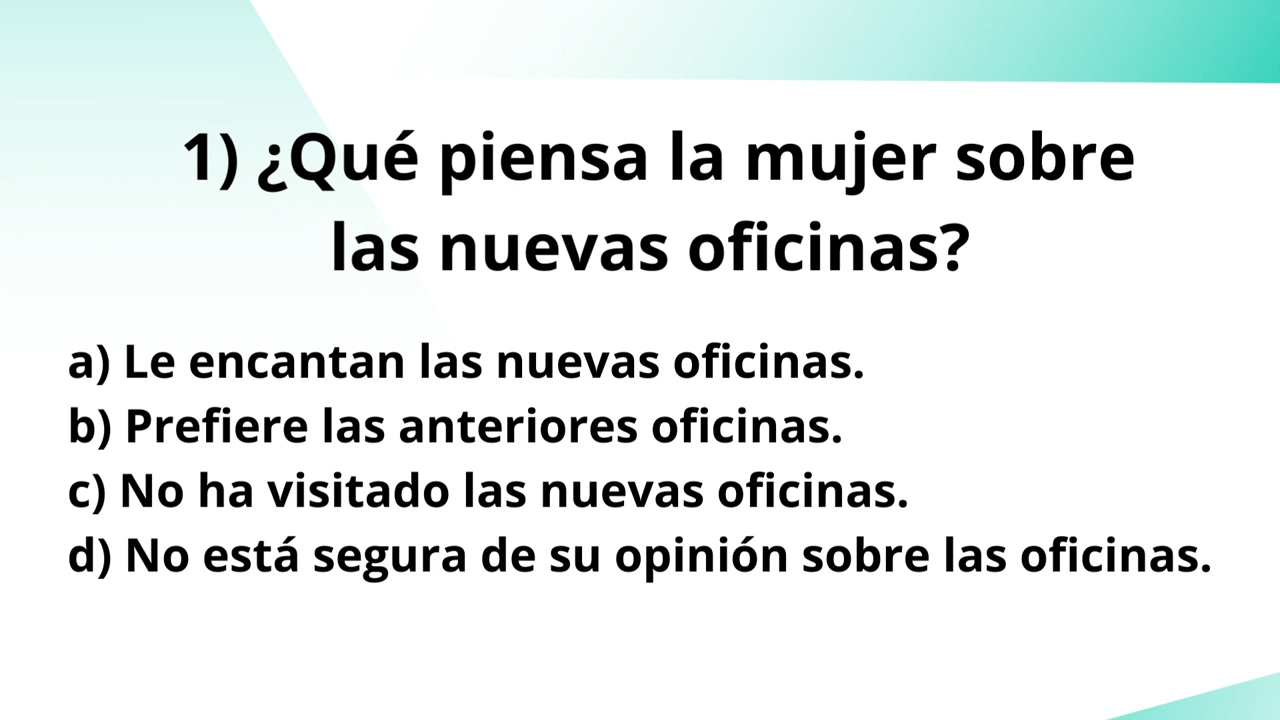 1) ¿Qué piensa la mujer sobre
las nuevas oficinas?
a) Le encantan las nuevas oficinas.
b) Prefiere las anteriores oficinas.
c) No ha visitado las nuevas oficinas.
d) No está segura de su opinión sobre las oficinas.